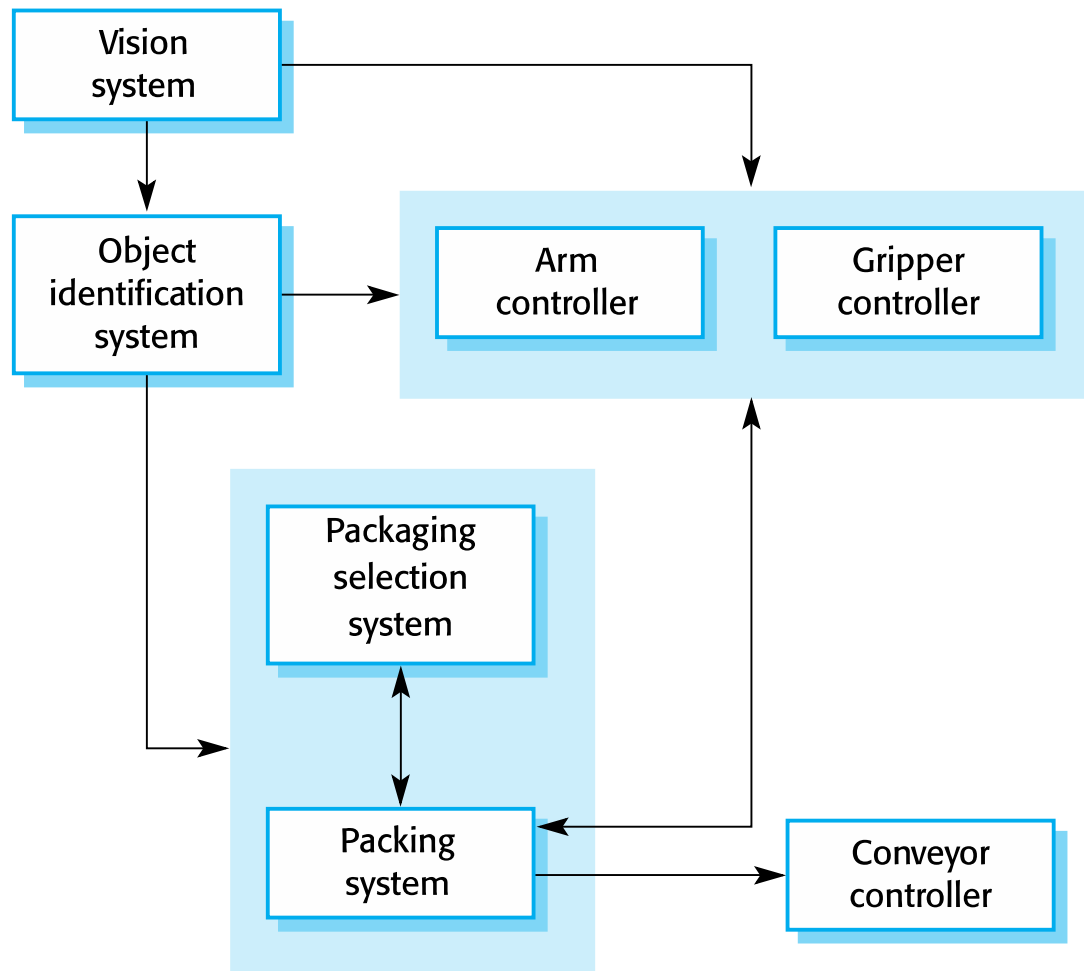 Vision
system
Object
identification
system
Arm
controller
Gripper
controller
Packaging
selection
system
Packing
system
Conveyor
controller